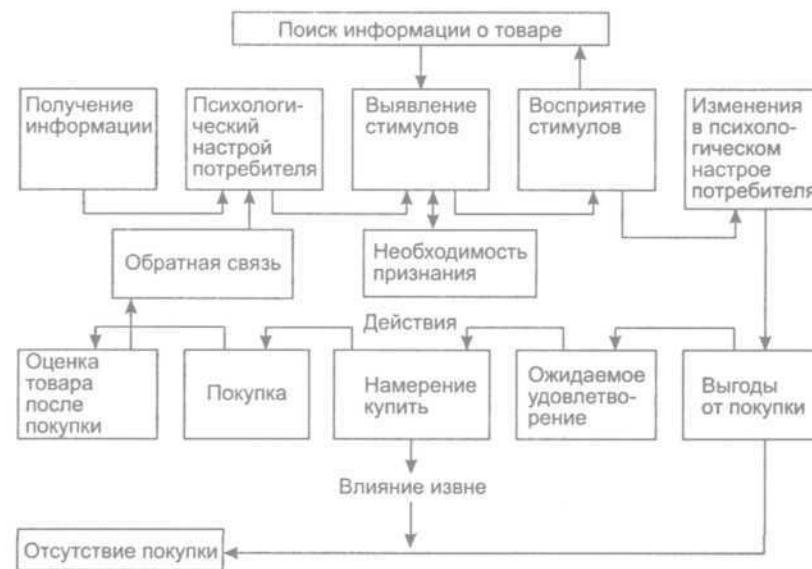 Поиск информации о товаре
Получение
информации
Психологи-
ческий
настрой
потребителя
Выявление
стимулов
Восприятие
стимулов
Изменения
в психоло-
гическом
настрое
потребителя
Обратная связь
Необходимость
признания
Действия
Оценка
товара
после
покупки
Покупка
Намерение
купить
Ожидаемое
удовлетво-
рение
Выгоды
от покупки
Влияние извне
Отсутствие покупки